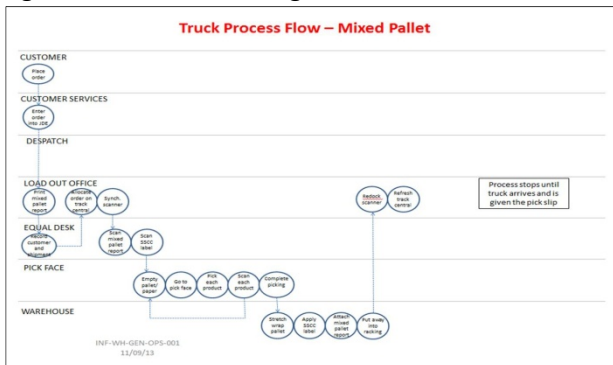 Truck Process Flow – Mixed Pallet
CUSTOMER
Place
order
CUSTOMER SERVICES
Enter
order
into JDE
DESPATCH
LOAD OUT OFFICE
Print
mixed
pallet
report
Allocate
order on
track
central
Synch.
scanner
Redock
scanner
Refresh
track
central
Process stops until
truck arrives and is
given the pick slip
EQUAL DESK
Record
customer
and
shipment
Scan
mixed
pallet
report
Scan
SSCC
label
PICK FACE
Empty
pallet/
paper
Go to
pick face
Pick
each
product
Scan
each
product
Complete
picking
WAREHOUSE
Stretch
wrap
pallet
Apply
SSCC
label
Attach
mixed
pallet
report
Put away
into
racking
INF-WH-GEN-OPS-001
11/09/13